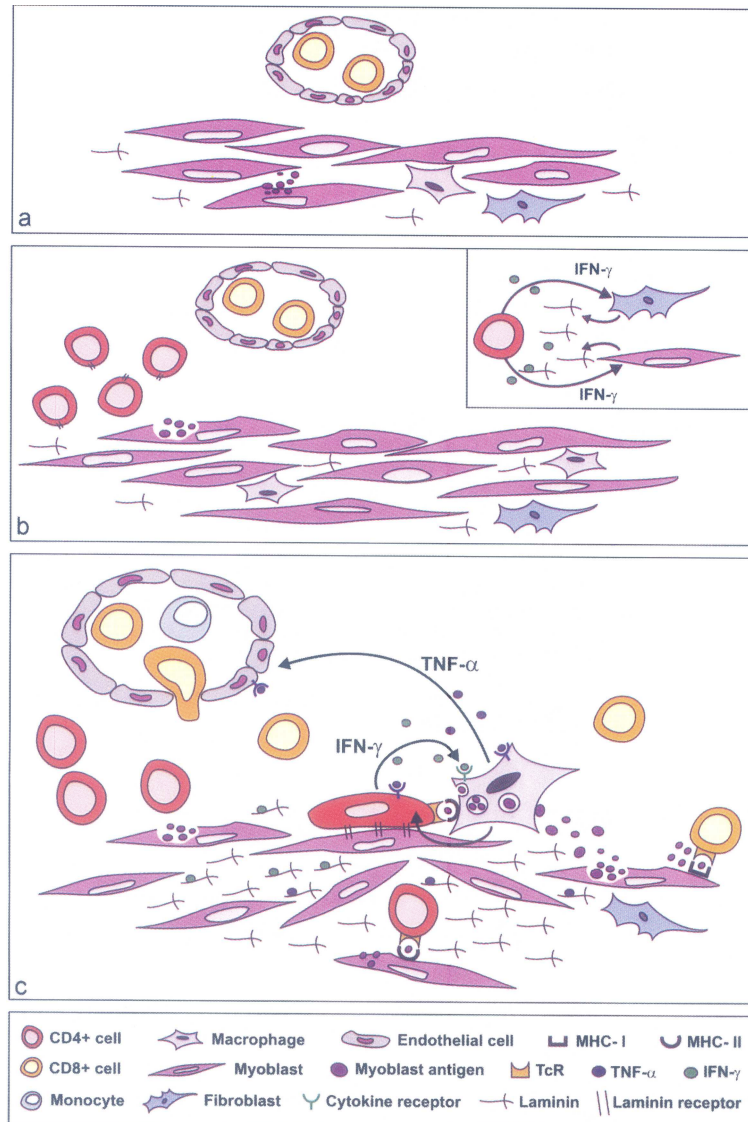 a
b
IFN-γ
IFN-γ
c
TNF-α
IFN-γ
CD4+ cell Macrophage Endothelial cell MHC- I MHC- II
CD8+ cell Myoblast Myoblast antigen TcR TNF-α IFN-γ
Monocyte Fibroblast Cytokine receptor Laminin Laminin receptor